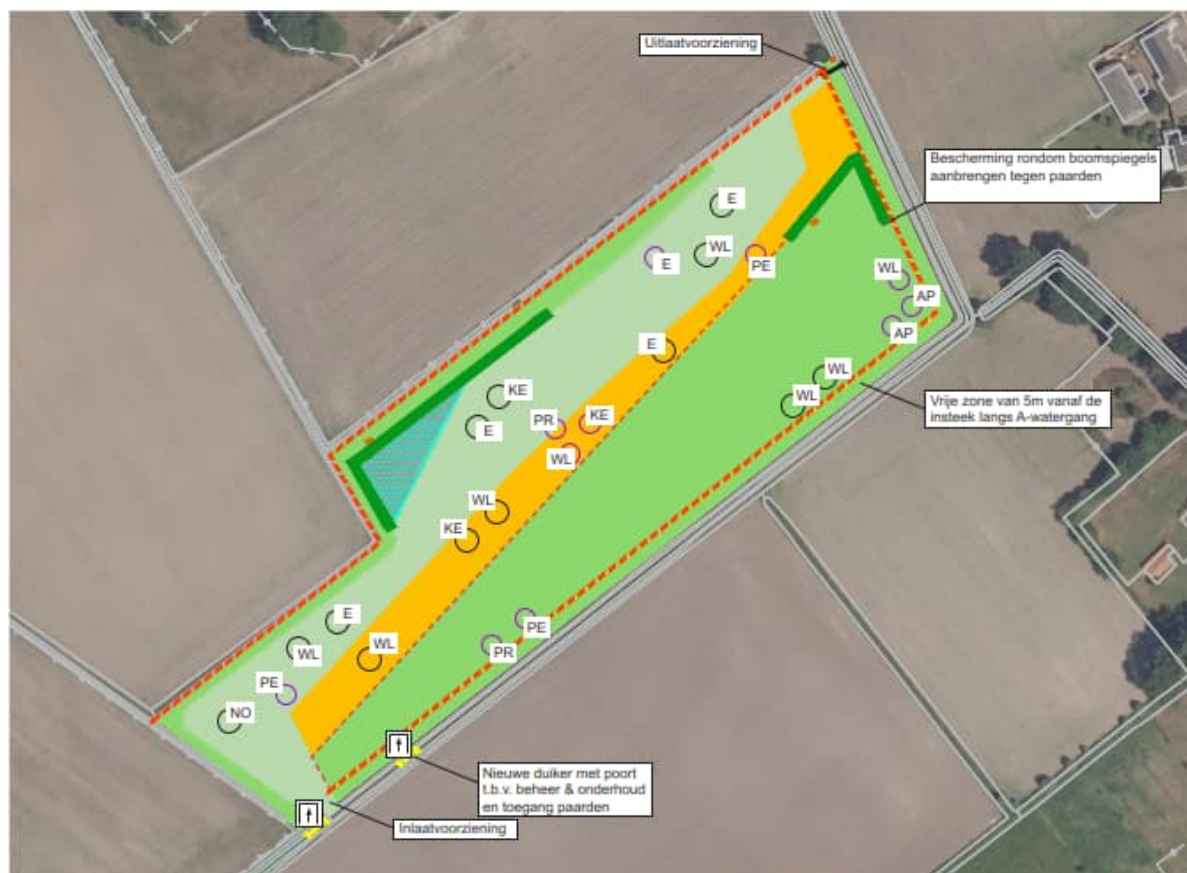 Uitlaatvoorziening
Bescherming rondom boomspiegels
aanbrengen tegen paarden
E
WL
E
PE
WL
AP
AP
E
WL
WL
KE
E
PR
KE
WL
Vrije zone van 5m vanaf de
insteek langs A-watergang
WL
KE
E
WL
WL
PE
PR
PE
NO
Nieuwe duiker met poort
t.b.v. beheer & onderhoud
en toegang paarden
Inlaatvoorziening